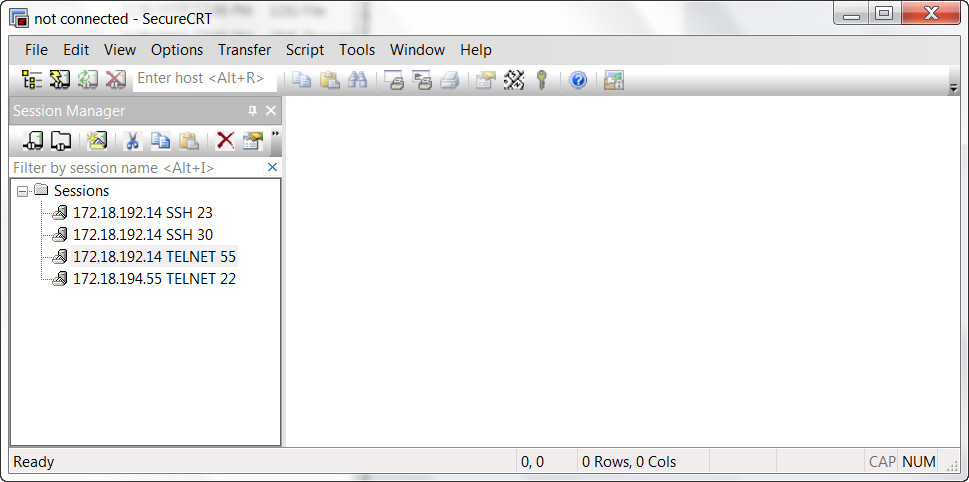 not connected - SecureCRT
File Edit View Options Transfer Script Tools Window Help
Enter host <Alt+R>
Session Manager
Filter by session name <Alt+I>
Sessions
172.18.192.14 SSH 23
172.18.192.14 SSH 30
172.18.192.14 TELNET 55
172.18.194.55 TELNET 22
Ready 0, 0 0 Rows, 0 Cols CAP NUM